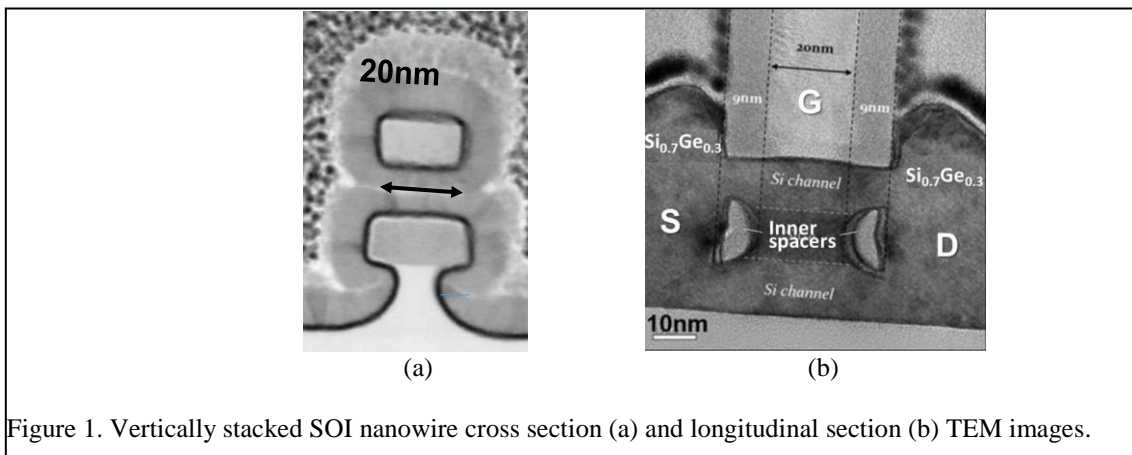 20nm
20nm
9nm G 9nm
Si0.7Ge0.3 Si0.7Ge0.3
Si channel
S Inner spacers D
Si channel
10nm
(a) (b)
Figure 1. Vertically stacked SOI nanowire cross section (a) and longitudinal section (b) TEM images.